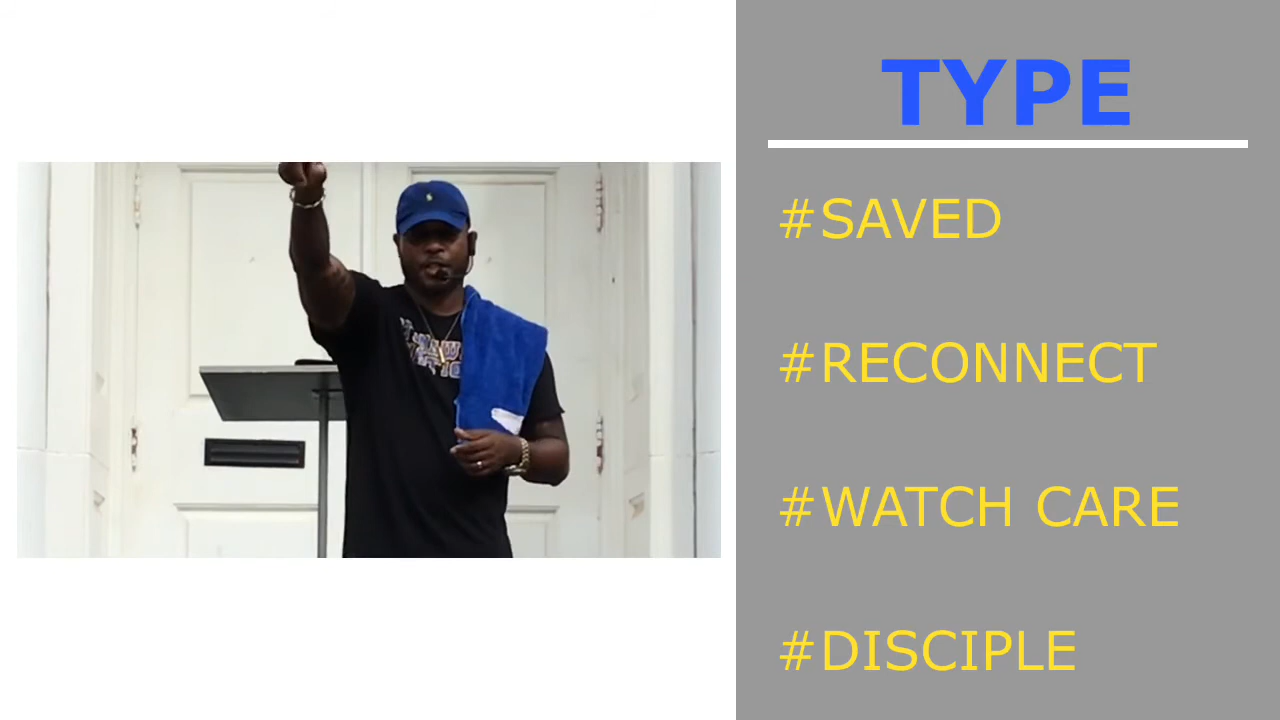 TYPE
#SAVED
#RECONNECT
#WATCH CARE
#DISCIPLE